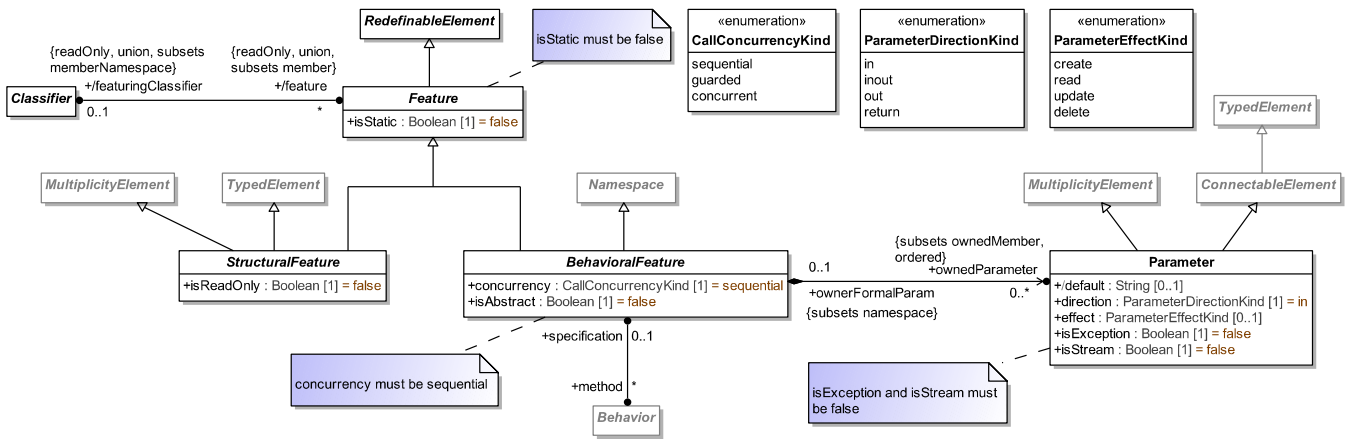 RedefinableElement
isStatic must be false
«enumeration»
CallConcurrencyKind
sequential
guarded
concurrent
«enumeration»
ParameterDirectionKind
in
inout
out
return
«enumeration»
ParameterEffectKind
create
read
update
delete
{readOnly, union, subsets
memberNamespace}
+/featuringClassifier
0..1
{readOnly, union,
subsets member}
+/feature
*
Classifier
Feature
+isStatic : Boolean [1] = false
TypedElement
MultiplicityElement
TypedElement
Namespace
MultiplicityElement
ConnectableElement
StructuralFeature
+isReadOnly : Boolean [1] = false
BehavioralFeature
+concurrency : CallConcurrencyKind [1] = sequential
+isAbstract : Boolean [1] = false
0..1
+ownerFormalParam
{subsets namespace}
{subsets ownedMember,
ordered}
+ownedParameter
0..*
Parameter
+/default : String [0..1]
+direction : ParameterDirectionKind [1] = in
+effect : ParameterEffectKind [0..1]
+isException : Boolean [1] = false
+isStream : Boolean [1] = false
concurrency must be sequential
+specification
0..1
+method
*
Behavior
isException and isStream must
be false